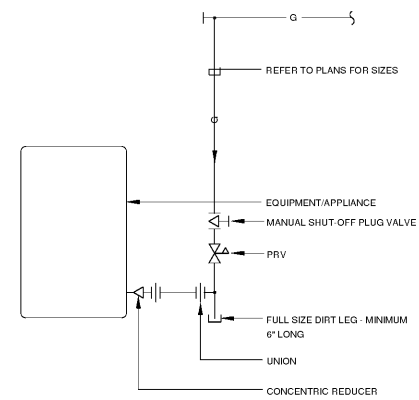 G
REFER TO PLANS FOR SIZES
G
EQUIPMENT/APPLIANCE
MANUAL SHUT-OFF PLUG VALVE
PRV
FULL SIZE DIRT LEG - MINIMUM
6" LONG
UNION
CONCENTRIC REDUCER